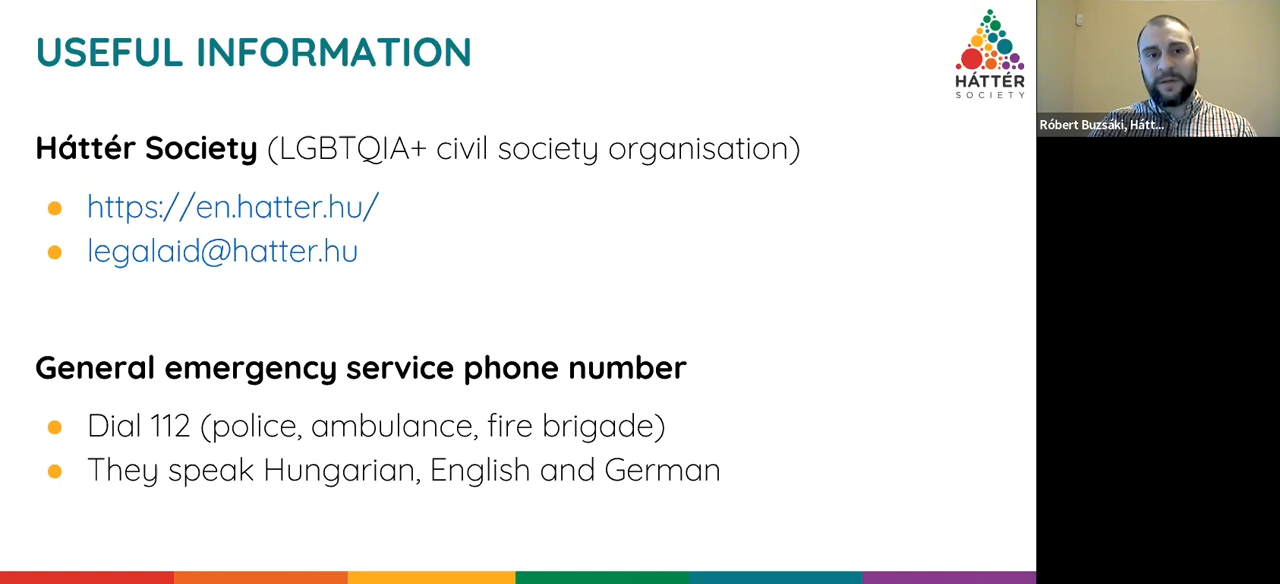 USEFUL INFORMATION
HÁTTÉR
SOCIETY
Róbert Buzsáki, Hátt...
Háttér Society (LGBTQIA+ civil society organisation)
https://en.hatter.hu/
legalaid@hatter.hu
General emergency service phone number
Dial 112 (police, ambulance, fire brigade)
They speak Hungarian, English and German